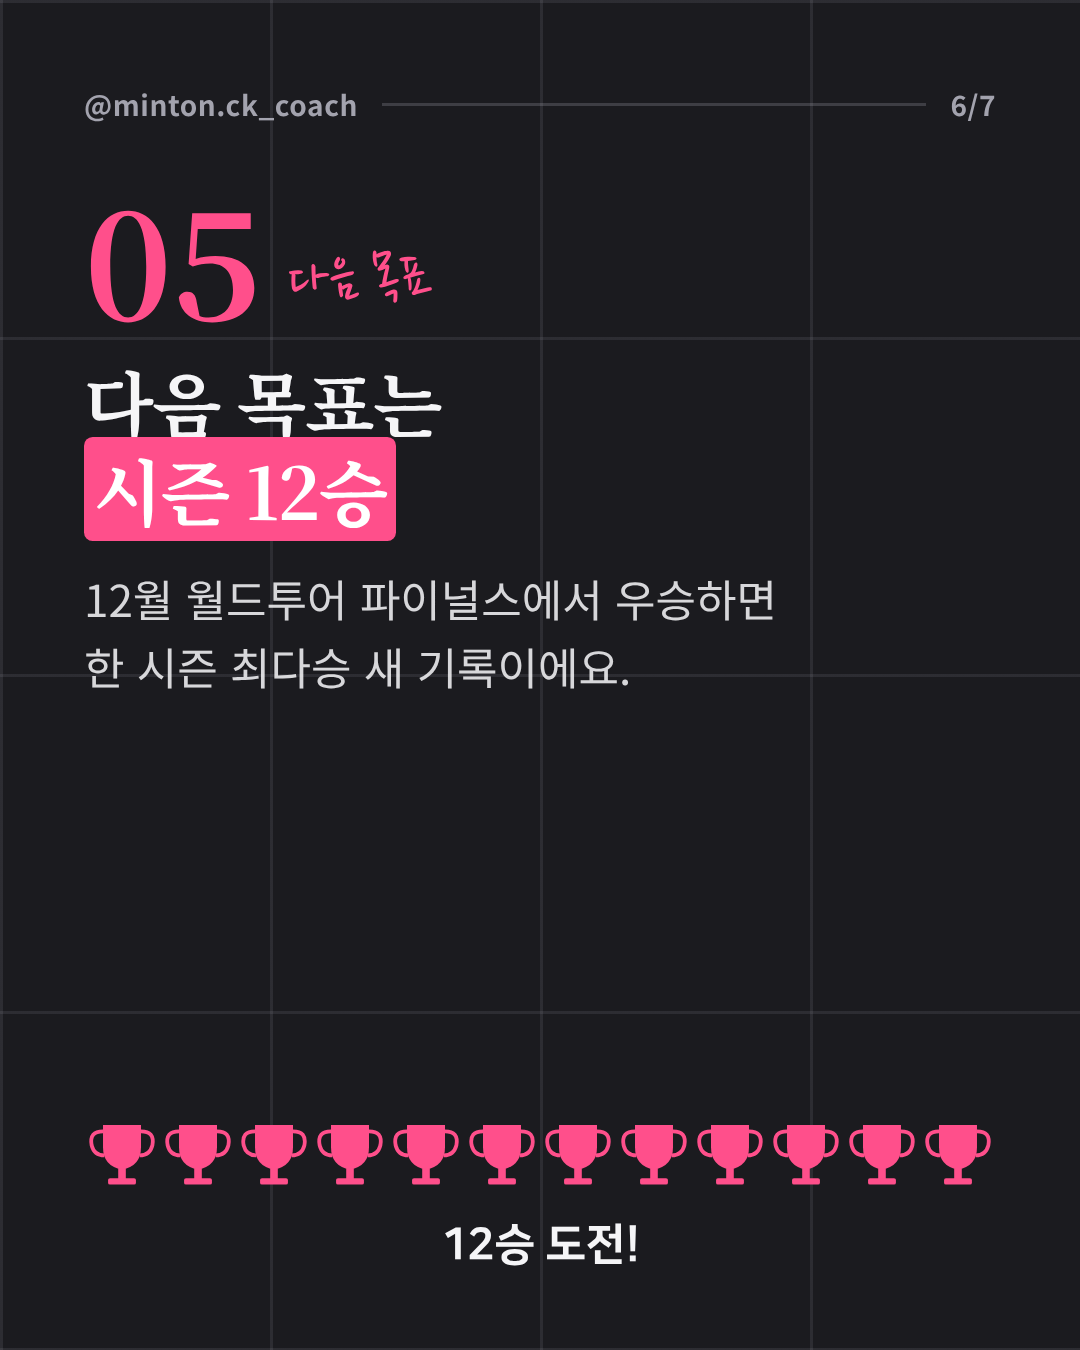 @minton.ck_coach
6/7
05 다음 목표
다음 목표는
시즌 12승
12월 월드투어 파이널스에서 우승하면
한 시즌 최다승 새 기록이에요.
12승 도전!